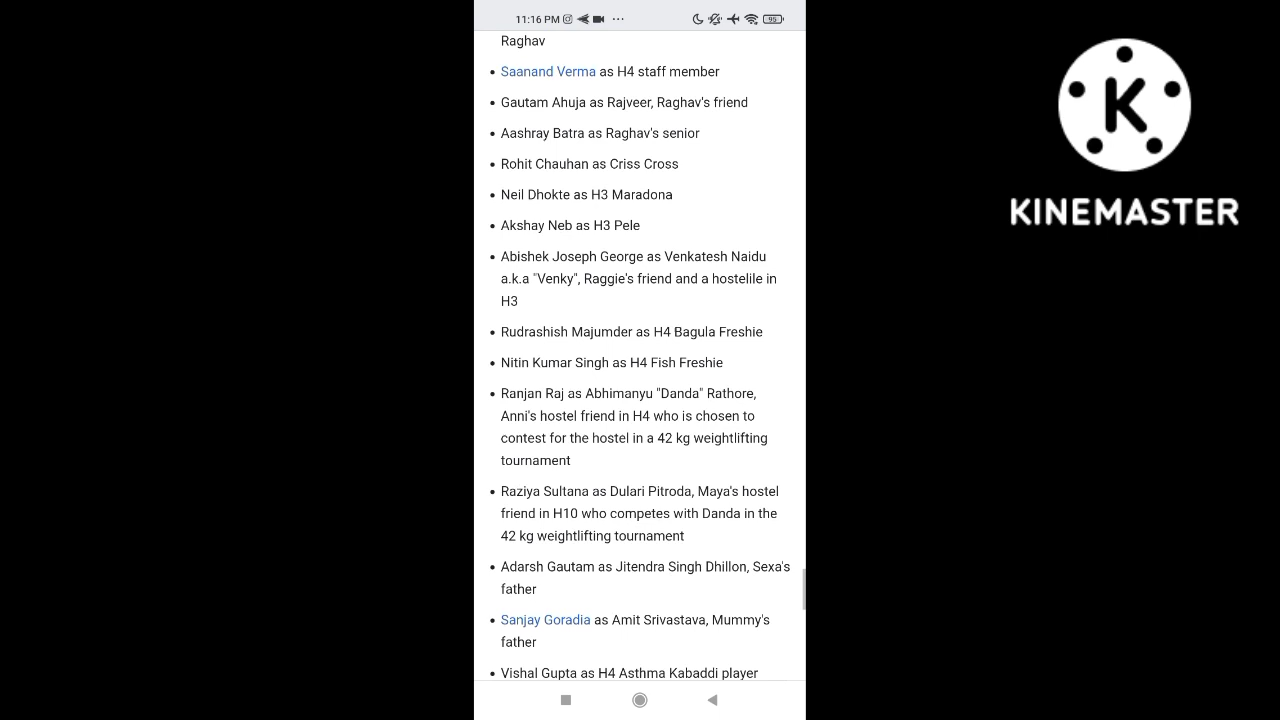 11:16 PM
95
Raghav
• Saanand Verma as H4 staff member
• Gautam Ahuja as Rajveer, Raghav's friend
• Aashray Batra as Raghav's senior
• Rohit Chauhan as Criss Cross
• Neil Dhokte as H3 Maradona
• Akshay Neb as H3 Pele
• Abishek Joseph George as Venkatesh Naidu
a.k.a "Venky", Raggie's friend and a hostelile in
H3
• Rudrashish Majumder as H4 Bagula Freshie
• Nitin Kumar Singh as H4 Fish Freshie
• Ranjan Raj as Abhimanyu "Danda" Rathore,
Anni's hostel friend in H4 who is chosen to
contest for the hostel in a 42 kg weightlifting
tournament
• Raziya Sultana as Dulari Pitroda, Maya's hostel
friend in H10 who competes with Danda in the
42 kg weightlifting tournament
• Adarsh Gautam as Jitendra Singh Dhillon, Sexa's
father
• Sanjay Goradia as Amit Srivastava, Mummy's
father
• Vishal Gupta as H4 Asthma Kabaddi player
K
KINEMASTER